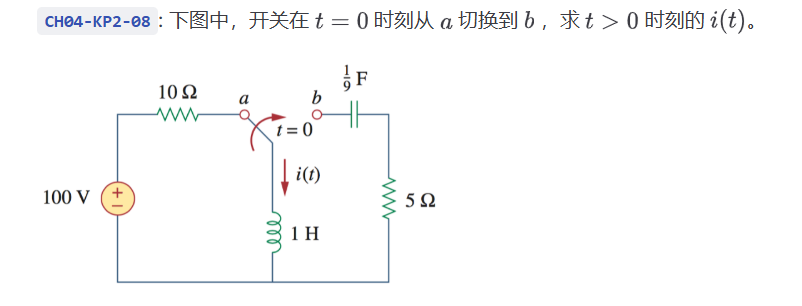 CH04-KP2-08 : 下图中，开关在 t = 0 时刻从 a 切换到 b ，求 t > 0 时刻的 i(t)。
1/9 F
10 Ω
a
b
t = 0
i(t)
100 V
+
−
5 Ω
1 H